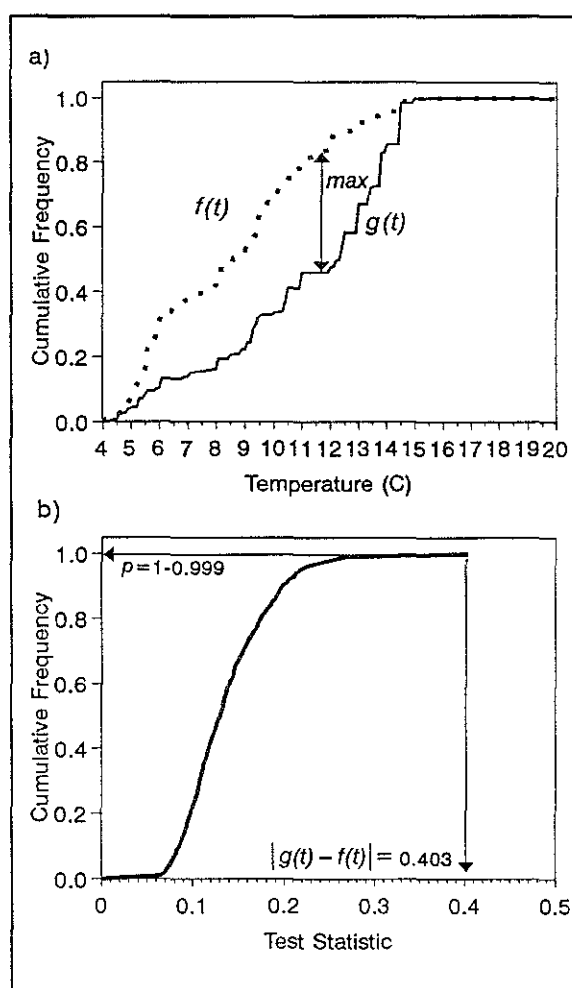 a)
1.0
0.8
0.6
0.4
0.2
0.0
Cumulative Frequency
f(t)
max
g(t)
4 5 6 7 8 9 10 11 12 13 14 15 16 17 18 19 20
Temperature (C)
b)
1.0
0.8
0.6
0.4
0.2
0.0
Cumulative Frequency
p=1-0.999
|g(t) – f(t)| = 0.403
0 0.1 0.2 0.3 0.4 0.5
Test Statistic